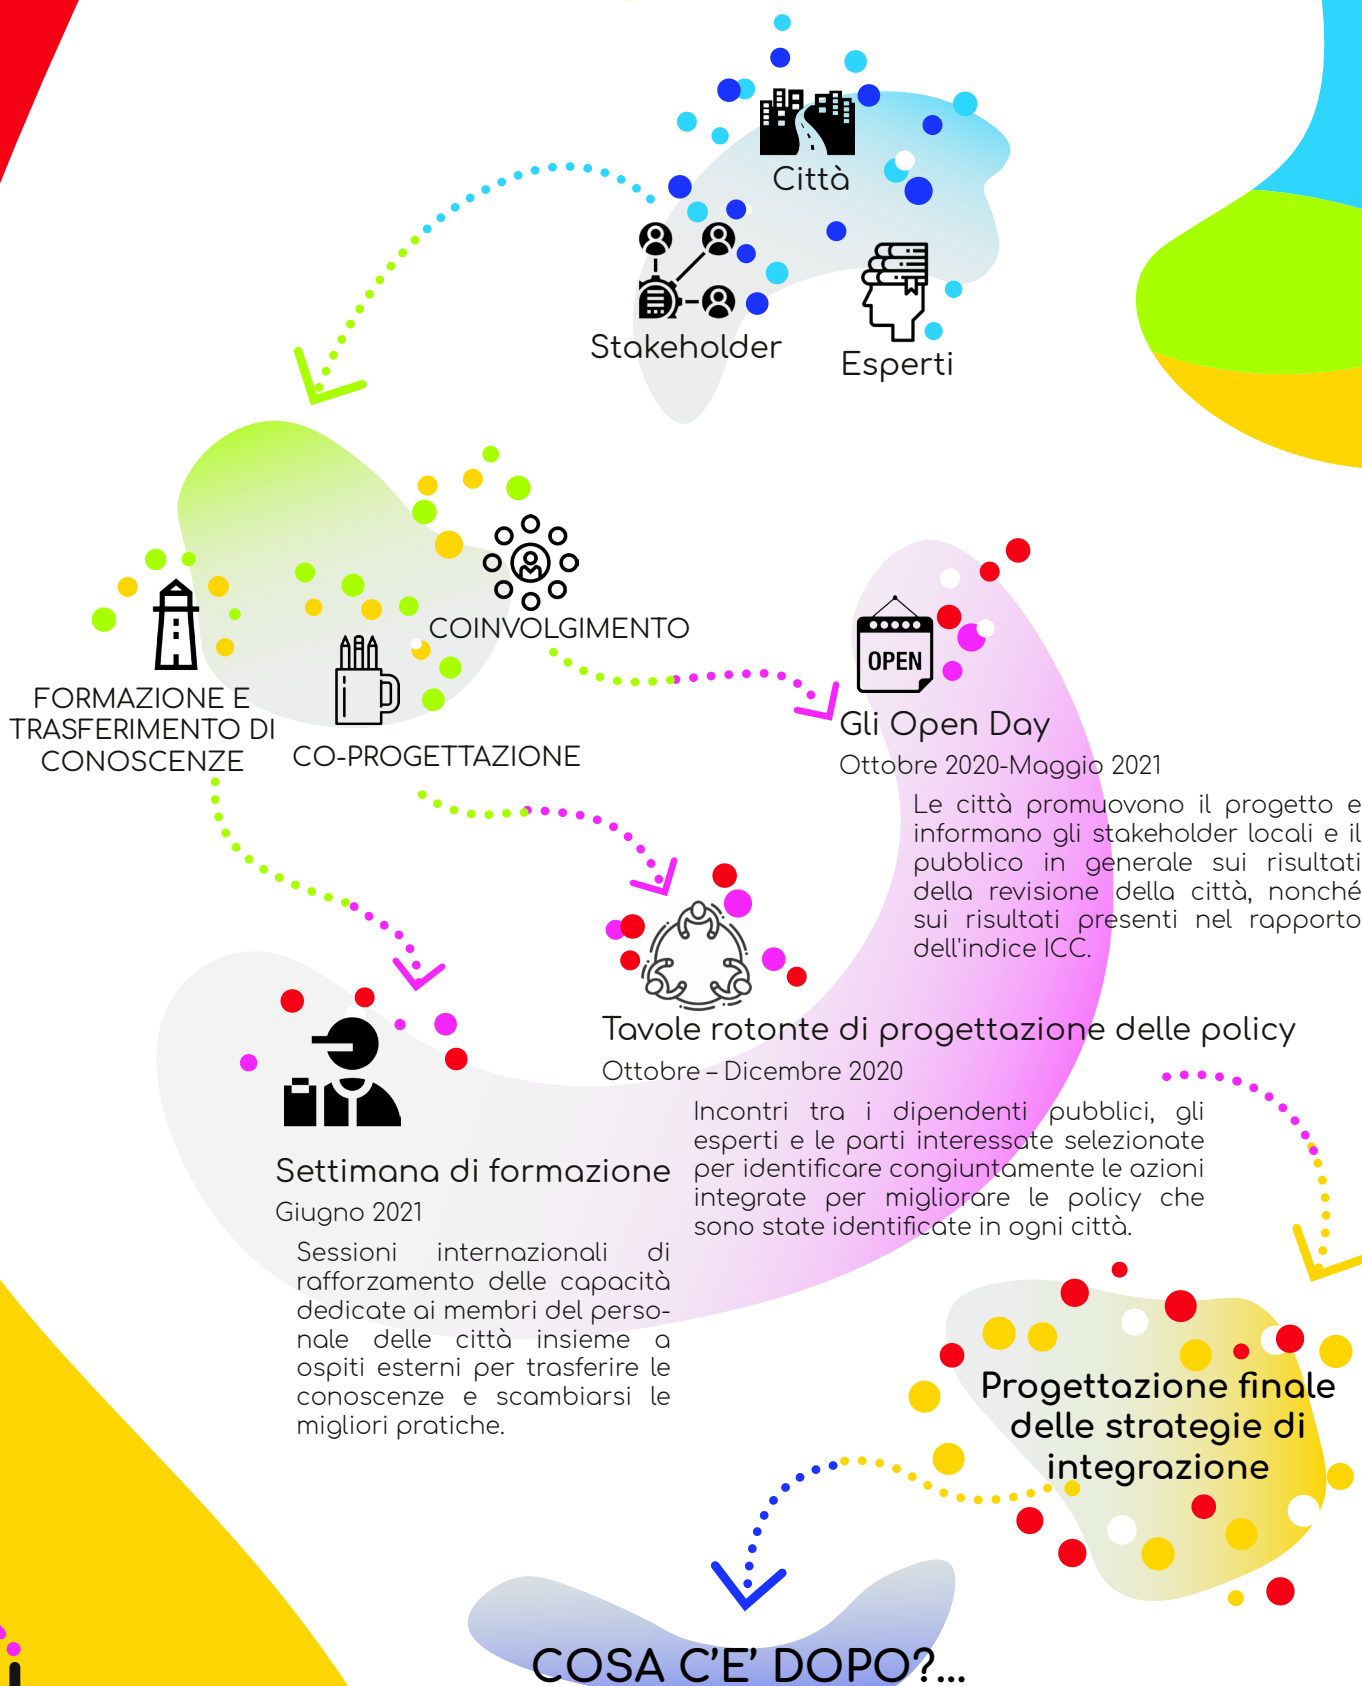 Città
Stakeholder
Esperti
COINVOLGIMENTO
FORMAZIONE E
TRASFERIMENTO DI
CONOSCENZE
CO-PROGETTAZIONE
OPEN
Gli Open Day
Ottobre 2020-Maggio 2021
Le città promuovono il progetto e
informano gli stakeholder locali e il
pubblico in generale sui risultati
della revisione della città, nonché
sui risultati presenti nel rapporto
dell'indice ICC.
Tavole rotonte di progettazione delle policy
Ottobre – Dicembre 2020
Incontri tra i dipendenti pubblici, gli
esperti e le parti interessate selezionate
per identificare congiuntamente le azioni
integrate per migliorare le policy che
sono state identificate in ogni città.
Settimana di formazione
Giugno 2021
Sessioni internazionali di
rafforzamento delle capacità
dedicate ai membri del perso-
nale delle città insieme a
ospiti esterni per trasferire le
conoscenze e scambiarsi le
migliori pratiche.
Progettazione finale
delle strategie di
integrazione
COSA C'E' DOPO?...